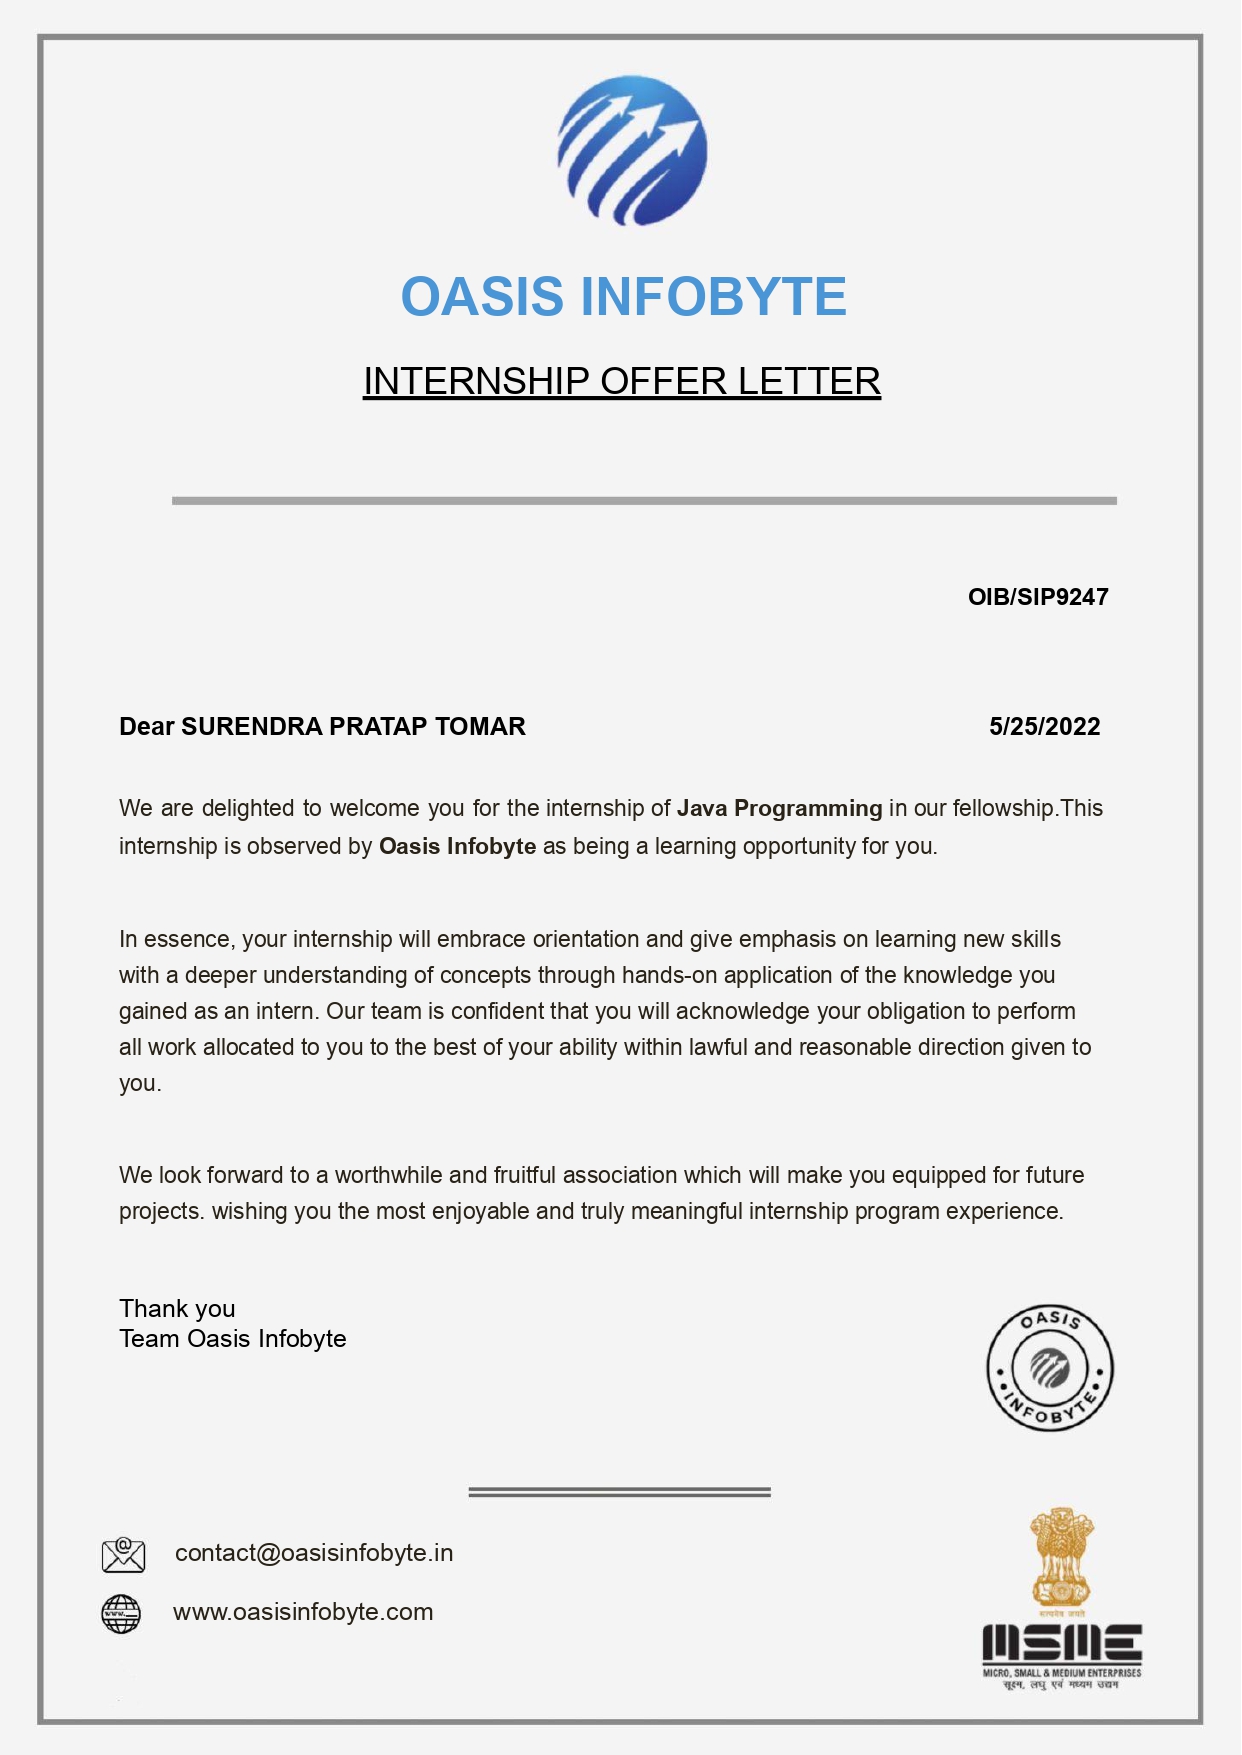 OASIS INFOBYTE
INTERNSHIP OFFER LETTER
OIB/SIP9247
Dear SURENDRA PRATAP TOMAR 5/25/2022
We are delighted to welcome you for the internship of Java Programming in our fellowship.This
internship is observed by Oasis Infobyte as being a learning opportunity for you.
In essence, your internship will embrace orientation and give emphasis on learning new skills
with a deeper understanding of concepts through hands-on application of the knowledge you
gained as an intern. Our team is confident that you will acknowledge your obligation to perform
all work allocated to you to the best of your ability within lawful and reasonable direction given to
you.
We look forward to a worthwhile and fruitful association which will make you equipped for future
projects. wishing you the most enjoyable and truly meaningful internship program experience.
Thank you
Team Oasis Infobyte
OASIS
INFOBYTE
contact@oasisinfobyte.in
www.oasisinfobyte.com
सत्यमेव जयते
MSME
MICRO, SMALL & MEDIUM ENTERPRISES
सूक्ष्म, लघु एवं मध्यम उद्यम